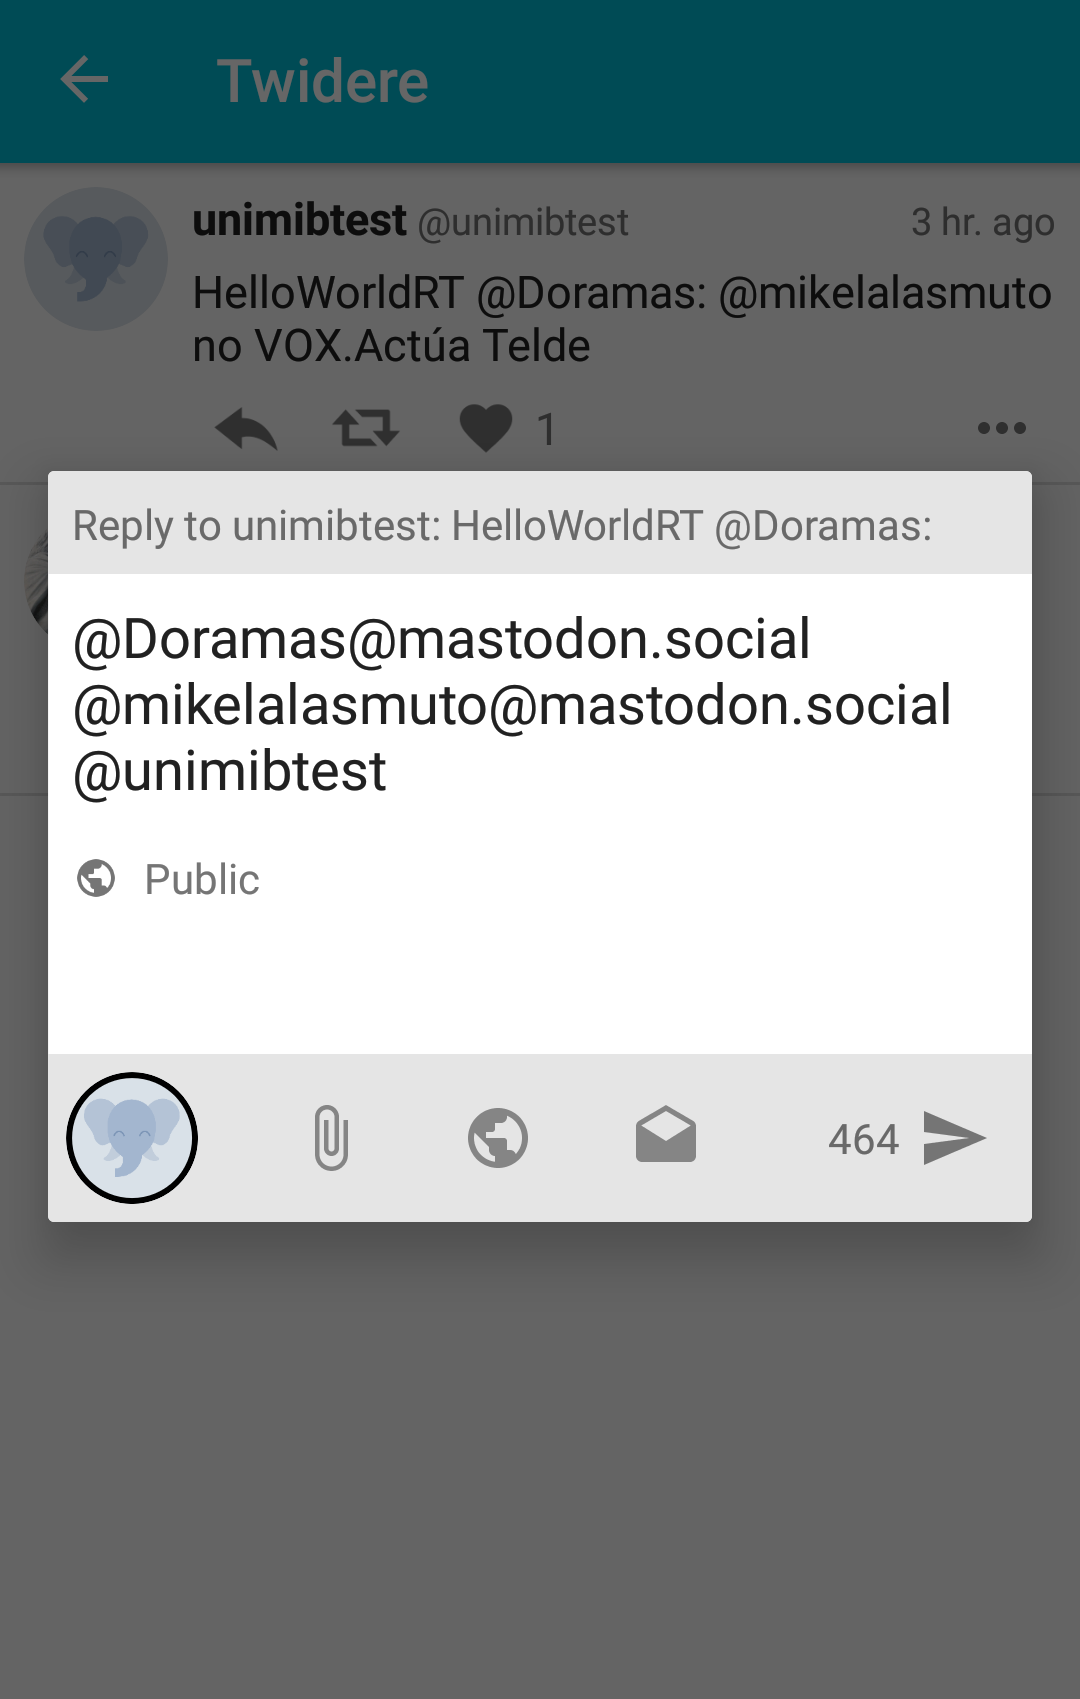 Twidere
unimibtest @unimibtest 3 hr. ago
HelloWorldRT @Doramas: @mikelalasmuto
no VOX.Actúa Telde
1
Reply to unimibtest: HelloWorldRT @Doramas:
@Doramas@mastodon.social
@mikelalasmuto@mastodon.social
@unimibtest
Public
464